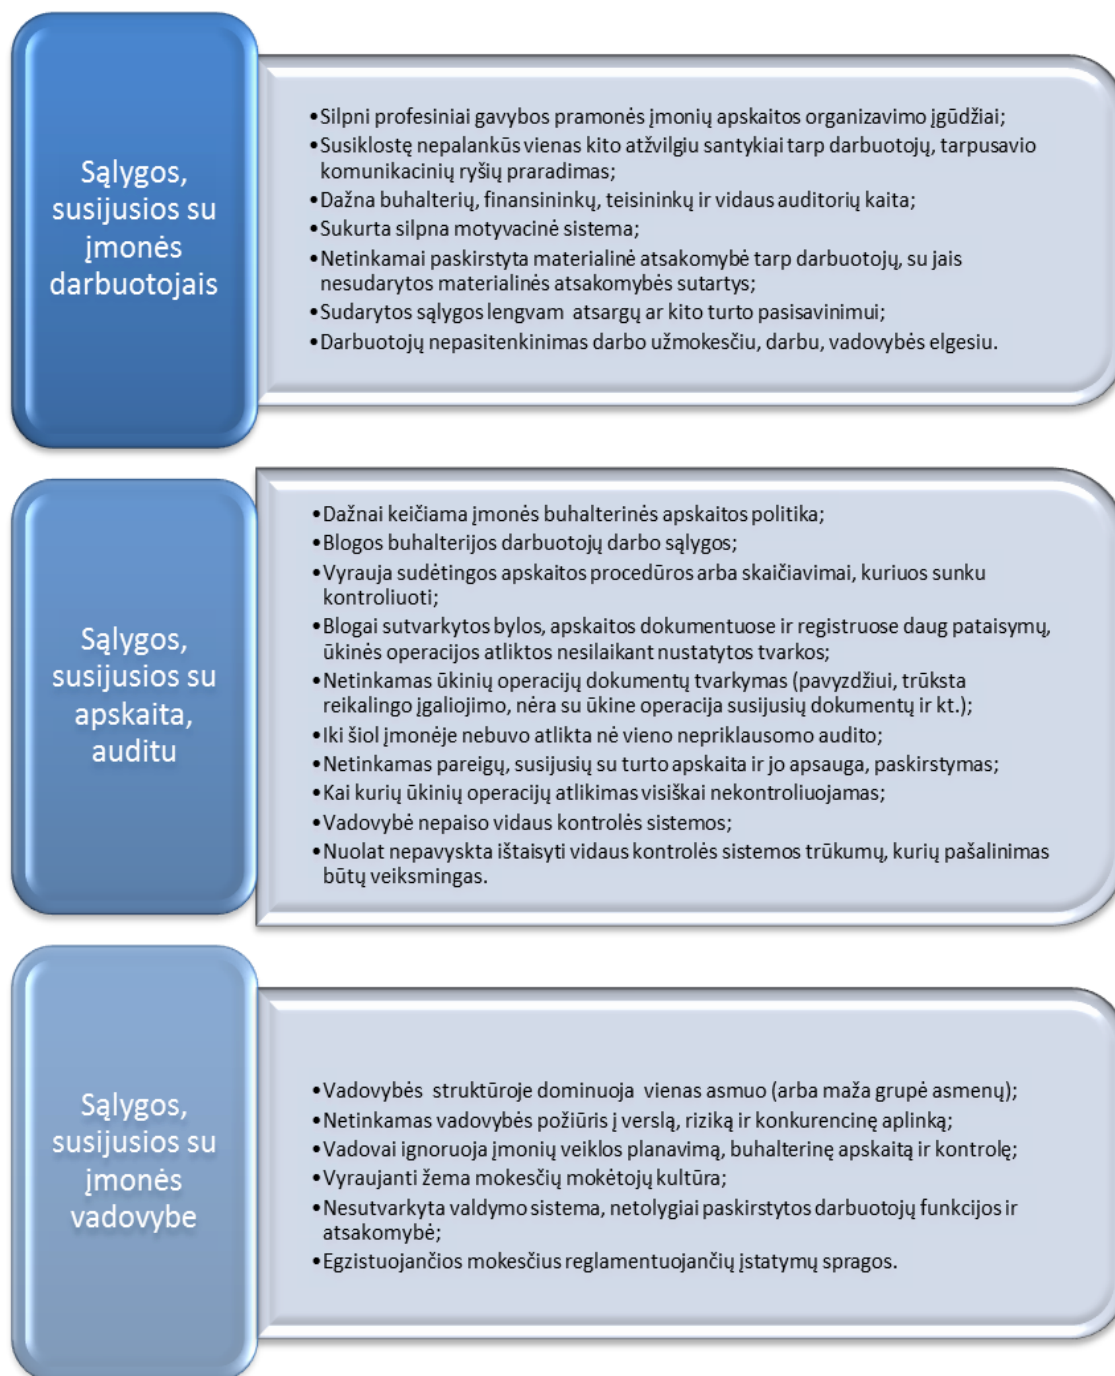 Sąlygos,
susijusios su
įmonės
darbuotojais
•Silpni profesiniai gavybos pramonės įmonių apskaitos organizavimo įgūdžiai;
•Susiklostę nepalankūs vienas kito atžvilgiu santykiai tarp darbuotojų, tarpusavio
komunikacinių ryšių praradimas;
•Dažna buhalterių, finansininkų, teisininkų ir vidaus auditorių kaita;
•Sukurta silpna motyvacinė sistema;
•Netinkamai paskirstyta materialinė atsakomybė tarp darbuotojų, su jais
nesudarytos materialinės atsakomybės sutartys;
•Sudarytos sąlygos lengvam atsargų ar kito turto pasisavinimui;
•Darbuotojų nepasitenkinimas darbo užmokesčiu, darbu, vadovybės elgesiu.
Sąlygos,
susijusios su
apskaita,
auditu
•Dažnai keičiama įmonės buhalterinės apskaitos politika;
•Blogos buhalterijos darbuotojų darbo sąlygos;
•Vyrauja sudėtingos apskaitos procedūros arba skaičiavimai, kuriuos sunku
kontroliuoti;
•Blogai sutvarkytos bylos, apskaitos dokumentuose ir registruose daug pataisymų,
ūkinės operacijos atliktos nesilaikant nustatytos tvarkos;
•Netinkamas ūkinių operacijų dokumentų tvarkymas (pavyzdžiui, trūksta
reikalingo įgaliojimo, nėra su ūkine operacija susijusių dokumentų ir kt.);
•Iki šiol įmonėje nebuvo atlikta nė vieno nepriklausomo audito;
•Netinkamas pareigų, susijusių su turto apskaita ir jo apsauga, paskirstymas;
•Kai kurių ūkinių operacijų atlikimas visiškai nekontroliuojamas;
•Vadovybė nepaiso vidaus kontrolės sistemos;
•Nuolat nepavyksta ištaisyti vidaus kontrolės sistemos trūkumų, kurių pašalinimas
būtų veiksmingas.
Sąlygos,
susijusios su
įmonės
vadovybe
•Vadovybės struktūroje dominuoja vienas asmuo (arba maža grupė asmenų);
•Netinkamas vadovybės požiūris į verslą, riziką ir konkurencinę aplinką;
•Vadovai ignoruoja įmonių veiklos planavimą, buhalterinę apskaitą ir kontrolę;
•Vyraujanti žema mokesčių mokėtojų kultūra;
•Nesutvarkyta valdymo sistema, netolygiai paskirstytos darbuotojų funkcijos ir
atsakomybė;
•Egzistuojančios mokesčius reglamentuojančių įstatymų spragos.